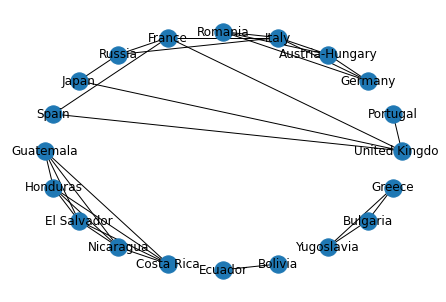 Romania
France
Italy
Russia
Austria-Hungary
Japan
Germany
Spain
Portugal
Guatemala
United Kingdo
Honduras
Greece
El Salvador
Bulgaria
Nicaragua
Yugoslavia
Costa Rica
Ecuador
Bolivia